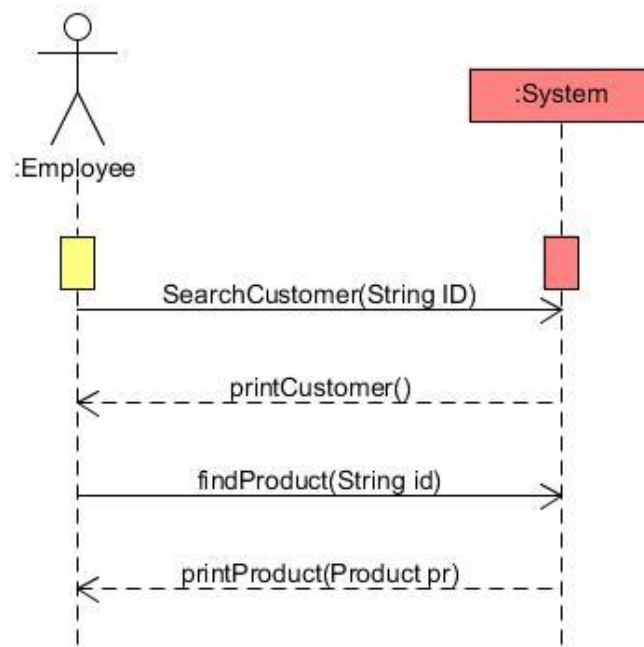 :System
:Employee
SearchCustomer(String ID)
printCustomer()
findProduct(String id)
printProduct(Product pr)